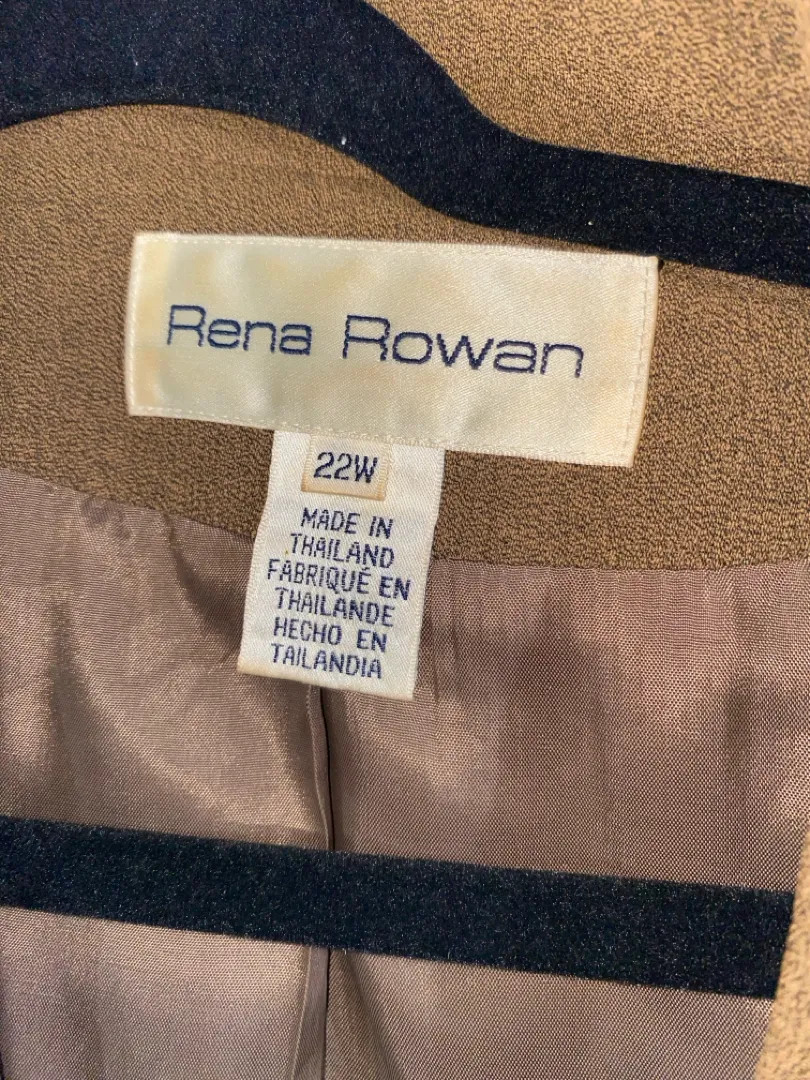 Rena Rowan
22W
MADE IN
THAILAND
FABRIQUÉ EN
THAILANDE
HECHO EN
TAILANDIA